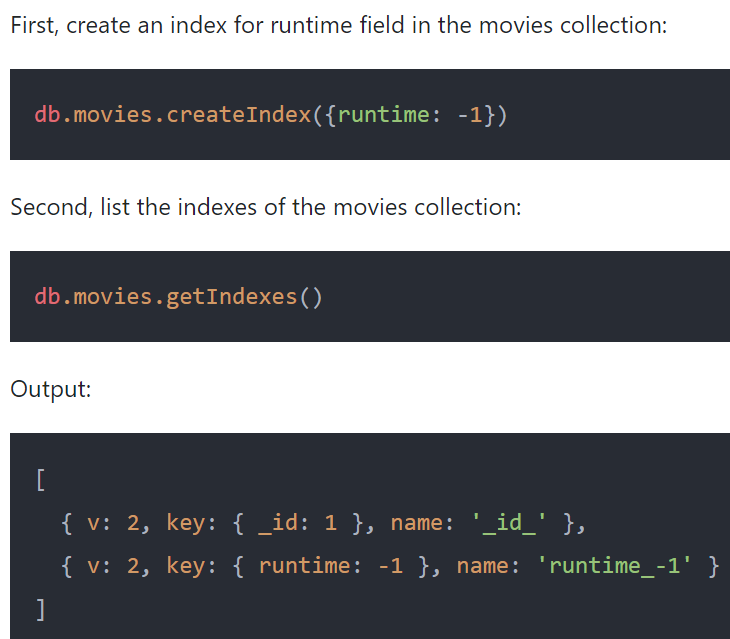 First, create an index for runtime field in the movies collection:
db.movies.createIndex({runtime: -1})
Second, list the indexes of the movies collection:
db.movies.getIndexes()
Output:
[
  { v: 2, key: { _id: 1 }, name: '_id_' },
  { v: 2, key: { runtime: -1 }, name: 'runtime_-1' }
]